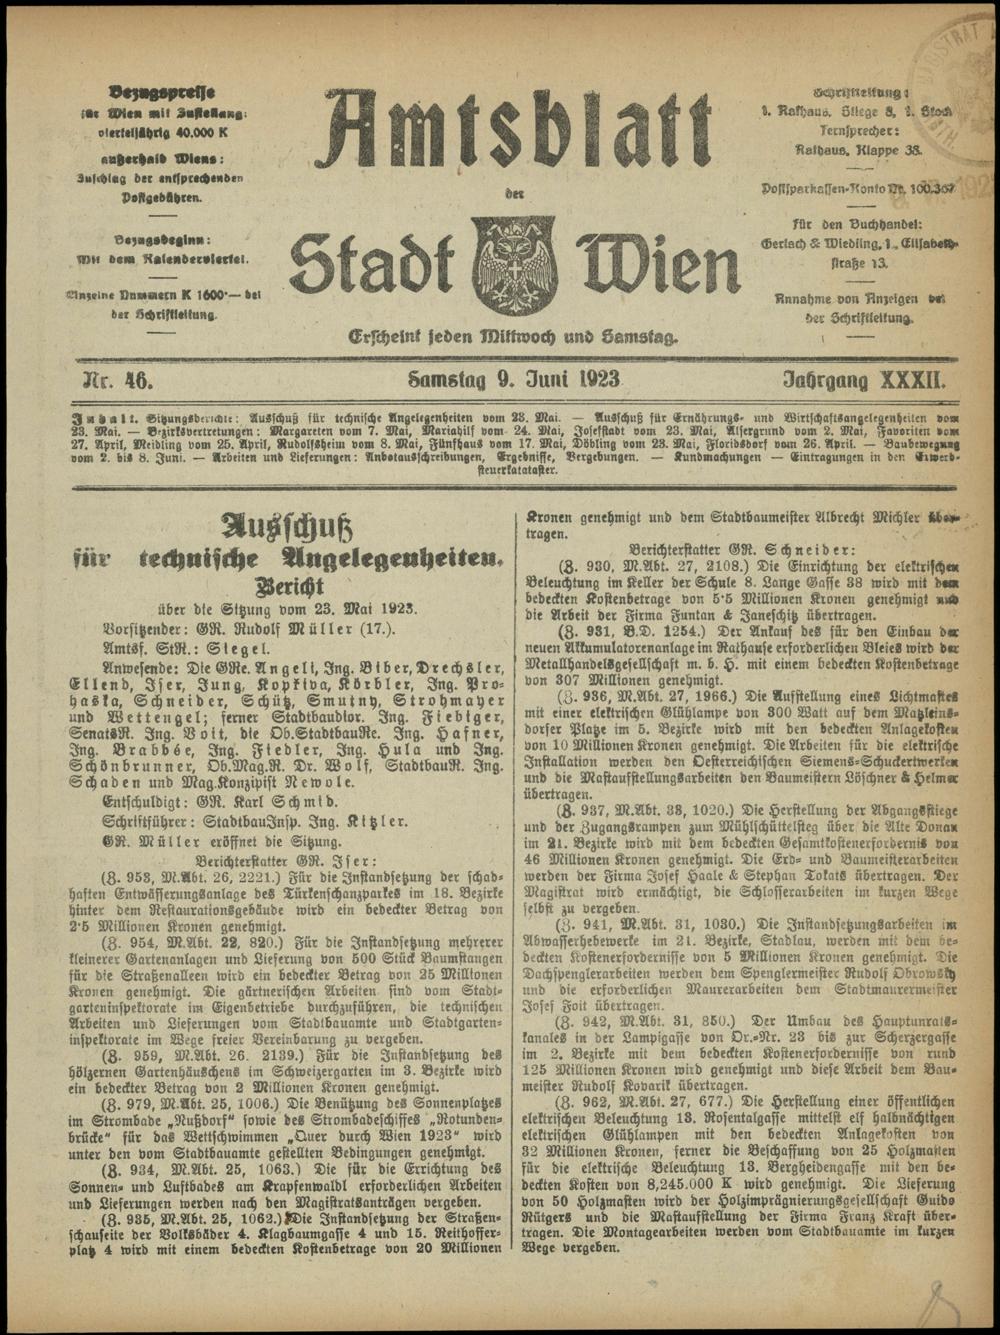 Bezugspreise
für Wien mit Zustellung:
vierteljährig 40.000 K
außerhalb Wiens:
Zuschlag der entsprechenden
Postgebühren.
Bezugsbeginn:
Mit dem Kalenderviertel.
Einzelne Nummern K 1600·— bei
der Schriftleitung.
Amtsblatt
der
Stadt Wien
Erscheint jeden Mittwoch und Samstag.
Schriftleitung:
1. Rathaus, Stiege 8, 1. Stock
Fernsprecher:
Rathaus, Klappe 38.
Postsparkassen-Konto Nr. 100.367
Für den Buchhandel:
Gerlach & Wiedling, 1., Elisabeth-
straße 13.
Annahme von Anzeigen bei
der Schriftleitung.
Nr. 46.
Samstag 9. Juni 1923
Jahrgang XXXII.
Inhalt. Sitzungsberichte: Ausschuß für technische Angelegenheiten vom 23. Mai. — Ausschuß für Ernährungs- und Wirtschaftsangelegenheiten vom
23. Mai. — Bezirksvertretungen: Margareten vom 7. Mai, Mariahilf vom 24. Mai, Josefstadt vom 23. Mai, Alsergrund vom 2. Mai, Favoriten vom
27. April, Meidling vom 25. April, Rudolfsheim vom 8. Mai, Fünfhaus vom 17. Mai, Döbling vom 23. Mai, Floridsdorf vom 26. April. — Baubewegung
vom 2. bis 8. Juni. — Arbeiten und Lieferungen: Anbotausschreibungen, Ergebnisse, Vergebungen. — Kundmachungen — Eintragungen in den Erwerb-
steuerkatataster.
Ausschuß
für technische Angelegenheiten.
Bericht
über die Sitzung vom 23. Mai 1923.
Vorsitzender: GR. Rudolf Müller (17.).
Amtsf. StR.: Siegel.
Anwesende: Die GRe. Angeli, Ing. Biber, Drechsler,
Ellend, Iser, Jung, Kopřiva, Körbler, Ing. Pro-
haska, Schneider, Schütz, Smutny, Strohmayer
und Wettengel; ferner Stadtbaudior. Ing. Fiebiger,
SenatsR. Ing. Voit, die Ob.StadtbauRe. Ing. Hafner,
Ing. Brabbée, Ing. Fiedler, Ing. Hula und Ing.
Schönbrunner, Ob.Mag.R. Dr. Wolf, StadtbauR. Ing.
Schaden und Mag.Konzipist Newole.
Entschuldigt: GR. Karl Schmid.
Schriftführer: StadtbauInsp. Ing. Kitzler.
GR. Müller eröffnet die Sitzung.
Berichterstatter GR. Iser:
(Z. 953, M.Abt. 26, 2221.) Für die Instandsetzung der schad-
haften Entwässerungsanlage des Türkenschanzparkes im 18. Bezirke
hinter dem Restaurationsgebäude wird ein bedeckter Betrag von
2·5 Millionen Kronen genehmigt.
(Z. 954, M.Abt. 22, 820.) Für die Instandsetzung mehrerer
kleinerer Gartenanlagen und Lieferung von 500 Stück Baumstangen
für die Straßenalleen wird ein bedeckter Betrag von 25 Millionen
Kronen genehmigt. Die gärtnerischen Arbeiten sind vom Stadt-
garteninspektorate im Eigenbetriebe durchzuführen, die technischen
Arbeiten und Lieferungen vom Stadtbauamte und Stadtgarten-
inspektorate im Wege freier Vereinbarung zu vergeben.
(Z. 959, M.Abt. 26. 2139.) Für die Instandsetzung des
hölzernen Gartenhäuschens im Schweizergarten im 3. Bezirke wird
ein bedeckter Betrag von 2 Millionen Kronen genehmigt.
(Z. 979, M.Abt. 25, 1006.) Die Benützung des Sonnenplatzes
im Strombade „Nußdorf“ sowie des Strombadeschiffes „Rotunden-
brücke“ für das Wettschwimmen „Quer durch Wien 1923“ wird
unter den vom Stadtbauamte gestellten Bedingungen genehmigt.
(Z. 934, M.Abt. 25, 1063.) Die für die Errichtung des
Sonnen- und Luftbades am Krapfenwaldl erforderlichen Arbeiten
und Lieferungen werden nach den Magistratsanträgen vergeben.
(Z. 935, M.Abt. 25, 1062.) Die Instandsetzung der Straßen-
schauseite der Volksbäder 4. Klagbaumgasse 4 und 15. Reithoffer-
platz 4 wird mit einem bedeckten Kostenbetrage von 20 Millionen
Kronen genehmigt und dem Stadtbaumeister Albrecht Michler über-
tragen.
Berichterstatter GR. Schneider:
(Z. 930, M.Abt. 27, 2108.) Die Einrichtung der elektrischen
Beleuchtung im Keller der Schule 8. Lange Gasse 38 wird mit dem
bedeckten Kostenbetrage von 5·5 Millionen Kronen genehmigt und
die Arbeit der Firma Funtan & Janeschitz übertragen.
(Z. 931, B.D. 1254.) Der Ankauf des für den Einbau der
neuen Akkumulatorenanlage im Rathause erforderlichen Bleies wird der
Metallhandelsgesellschaft m. b. H. mit einem bedeckten Kostenbetrage
von 307 Millionen genehmigt.
(Z. 936, M.Abt. 27, 1966.) Die Aufstellung eines Lichtmastes
mit einer elektrischen Glühlampe von 300 Watt auf dem Matzleins-
dorfer Platze im 5. Bezirke wird mit den bedeckten Anlagekosten
von 10 Millionen Kronen genehmigt. Die Arbeiten für die elektrische
Installation werden den Oesterreichischen Siemens-Schuckertwerken
und die Mastaufstellungsarbeiten den Baumeistern Löschner & Helmer
übertragen.
(Z. 937, M.Abt. 38, 1020.) Die Herstellung der Abgangstiege
und der Zugangsrampen zum Mühlschüttelsteg über die Alte Donau
im 21. Bezirke wird mit dem bedeckten Gesamtkostenerfordernis von
46 Millionen Kronen genehmigt. Die Erd- und Baumeisterarbeiten
werden der Firma Josef Haale & Stephan Tokats übertragen. Der
Magistrat wird ermächtigt, die Schlosserarbeiten im kurzen Wege
selbst zu vergeben.
(Z. 941, M.Abt. 31, 1030.) Die Instandsetzungsarbeiten im
Abwasserhebewerke im 21. Bezirke, Stadlau, werden mit dem be-
deckten Kostenerfordernisse von 5 Millionen Kronen genehmigt. Die
Dachspenglerarbeiten werden dem Spenglermeister Rudolf Obrowsky
und die erforderlichen Maurerarbeiten dem Stadtmaurermeister
Josef Foit übertragen.
(Z. 942, M.Abt. 31, 850.) Der Umbau des Hauptunrats-
kanales in der Lampigasse von Or.-Nr. 23 bis zur Scherzergasse
im 2. Bezirke mit dem bedeckten Kostenerfordernisse von rund
125 Millionen Kronen wird genehmigt und diese Arbeit dem Bau-
meister Rudolf Kovarik übertragen.
(Z. 962, M.Abt. 27, 677.) Die Herstellung einer öffentlichen
elektrischen Beleuchtung 13. Rosentalgasse mittelst elf halbnächtigen
elektrischen Glühlampen mit den bedeckten Anlagekosten von
32 Millionen Kronen, ferner die Beschaffung von 25 Holzmasten
für die elektrische Beleuchtung 13. Bergheidengasse mit den be-
deckten Kosten von 8,245.000 K wird genehmigt. Die Lieferung
von 50 Holzmasten wird der Holzimprägnierungsgesellschaft Guido
Rütgers und die Mastaufstellung der Firma Franz Kraft über-
tragen. Die Montagearbeiten werden vom Stadtbauamte im kurzen
Wege vergeben.